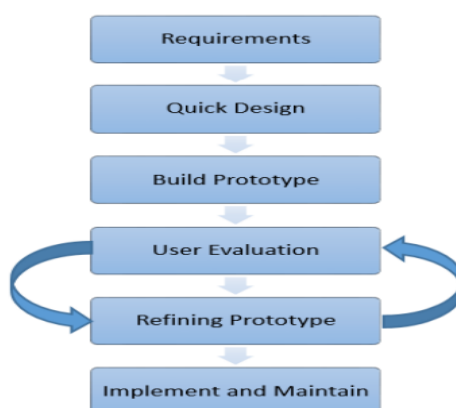 Requirements
Quick Design
Build Prototype
User Evaluation
Refining Prototype
Implement and Maintain